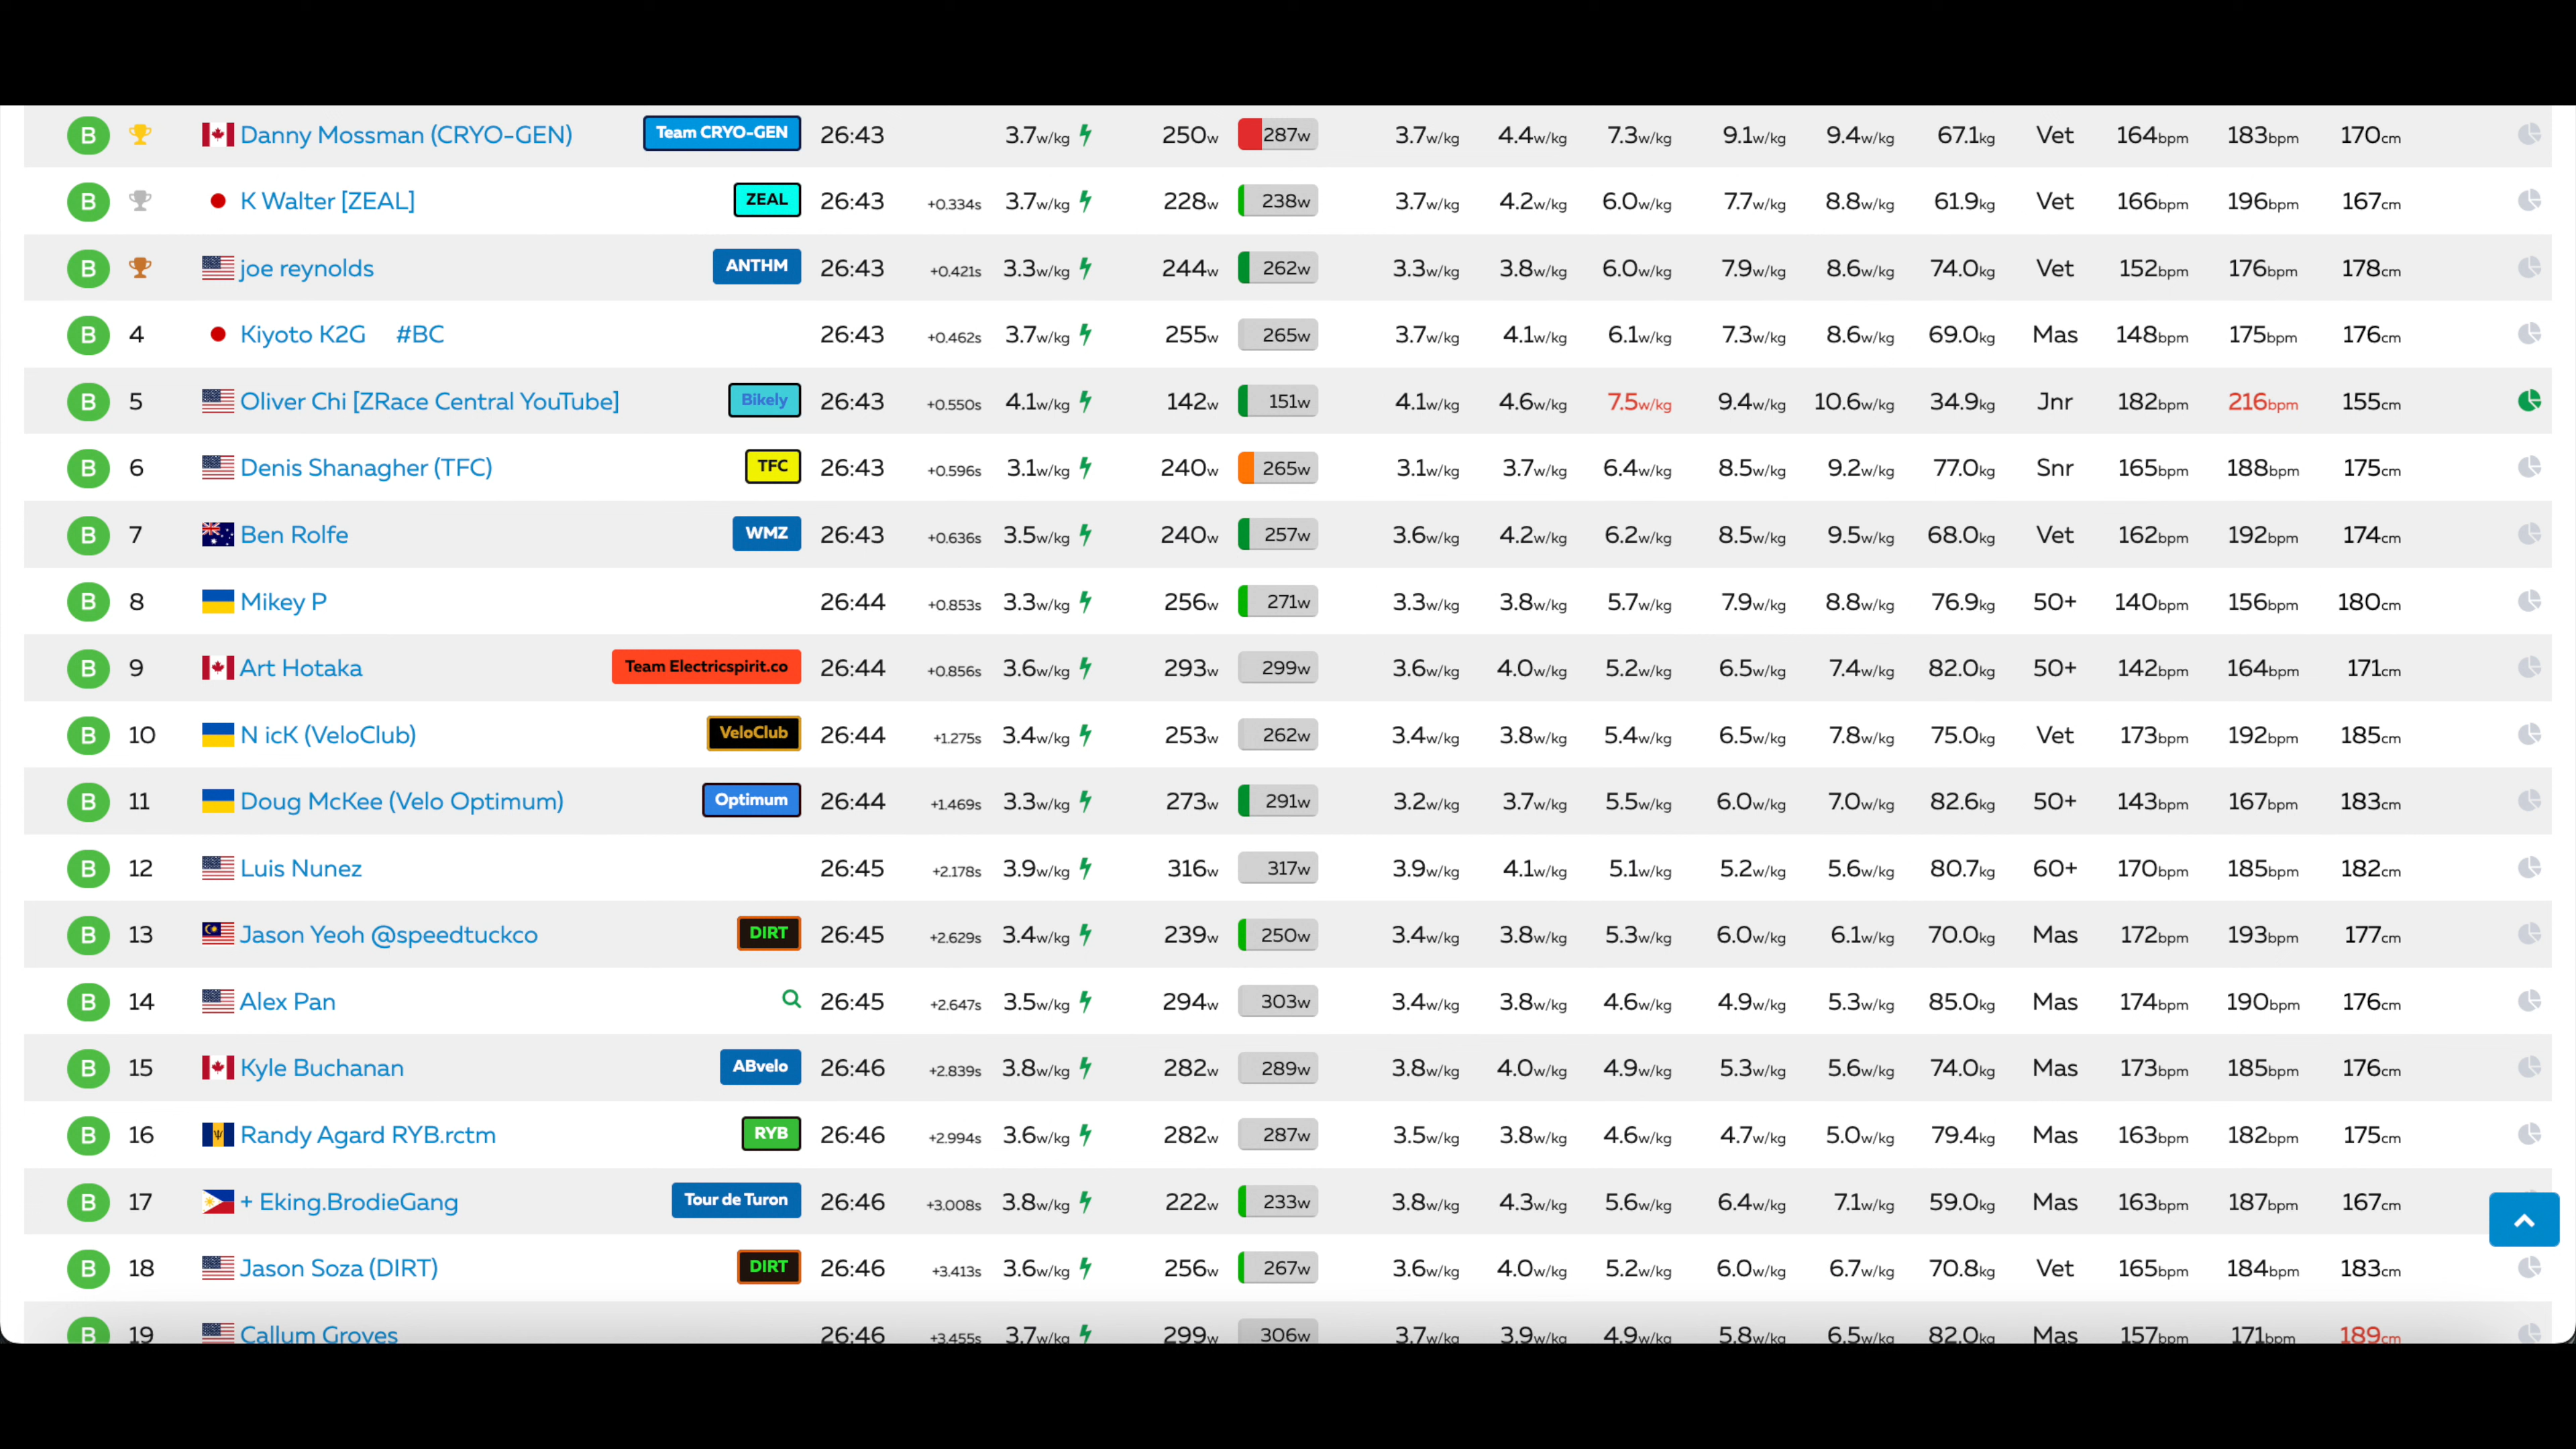 B Danny Mossman (CRYO-GEN) Team CRYO-GEN 26:43 3.7w/kg 250w 287w 3.7w/kg 4.4w/kg 7.3w/kg 9.1w/kg 9.4w/kg 67.1kg Vet 164bpm 183bpm 170cm
B K Walter [ZEAL] ZEAL 26:43 +0.334s 3.7w/kg 228w 238w 3.7w/kg 4.2w/kg 6.0w/kg 7.7w/kg 8.8w/kg 61.9kg Vet 166bpm 196bpm 167cm
B joe reynolds ANTHM 26:43 +0.421s 3.3w/kg 244w 262w 3.3w/kg 3.8w/kg 6.0w/kg 7.9w/kg 8.6w/kg 74.0kg Vet 152bpm 176bpm 178cm
B 4 Kiyoto K2G #BC 26:43 +0.462s 3.7w/kg 255w 265w 3.7w/kg 4.1w/kg 6.1w/kg 7.3w/kg 8.6w/kg 69.0kg Mas 148bpm 175bpm 176cm
B 5 Oliver Chi [ZRace Central YouTube] Bikely 26:43 +0.550s 4.1w/kg 142w 151w 4.1w/kg 4.6w/kg 7.5w/kg 9.4w/kg 10.6w/kg 34.9kg Jnr 182bpm 216bpm 155cm
B 6 Denis Shanagher (TFC) TFC 26:43 +0.596s 3.1w/kg 240w 265w 3.1w/kg 3.7w/kg 6.4w/kg 8.5w/kg 9.2w/kg 77.0kg Snr 165bpm 188bpm 175cm
B 7 Ben Rolfe WMZ 26:43 +0.636s 3.5w/kg 240w 257w 3.6w/kg 4.2w/kg 6.2w/kg 8.5w/kg 9.5w/kg 68.0kg Vet 162bpm 192bpm 174cm
B 8 Mikey P 26:44 +0.853s 3.3w/kg 256w 271w 3.3w/kg 3.8w/kg 5.7w/kg 7.9w/kg 8.8w/kg 76.9kg 50+ 140bpm 156bpm 180cm
B 9 Art Hotaka Team Electricspirit.co 26:44 +0.856s 3.6w/kg 293w 299w 3.6w/kg 4.0w/kg 5.2w/kg 6.5w/kg 7.4w/kg 82.0kg 50+ 142bpm 164bpm 171cm
B 10 N icK (VeloClub) VeloClub 26:44 +1.275s 3.4w/kg 253w 262w 3.4w/kg 3.8w/kg 5.4w/kg 6.5w/kg 7.8w/kg 75.0kg Vet 173bpm 192bpm 185cm
B 11 Doug McKee (Velo Optimum) Optimum 26:44 +1.469s 3.3w/kg 273w 291w 3.2w/kg 3.7w/kg 5.5w/kg 6.0w/kg 7.0w/kg 82.6kg 50+ 143bpm 167bpm 183cm
B 12 Luis Nunez 26:45 +2.178s 3.9w/kg 316w 317w 3.9w/kg 4.1w/kg 5.1w/kg 5.2w/kg 5.6w/kg 80.7kg 60+ 170bpm 185bpm 182cm
B 13 Jason Yeoh @speedtuckco DIRT 26:45 +2.629s 3.4w/kg 239w 250w 3.4w/kg 3.8w/kg 5.3w/kg 6.0w/kg 6.1w/kg 70.0kg Mas 172bpm 193bpm 177cm
B 14 Alex Pan 26:45 +2.647s 3.5w/kg 294w 303w 3.4w/kg 3.8w/kg 4.6w/kg 4.9w/kg 5.3w/kg 85.0kg Mas 174bpm 190bpm 176cm
B 15 Kyle Buchanan ABvelo 26:46 +2.839s 3.8w/kg 282w 289w 3.8w/kg 4.0w/kg 4.9w/kg 5.3w/kg 5.6w/kg 74.0kg Mas 173bpm 185bpm 176cm
B 16 Randy Agard RYB.rctm RYB 26:46 +2.994s 3.6w/kg 282w 287w 3.5w/kg 3.8w/kg 4.6w/kg 4.7w/kg 5.0w/kg 79.4kg Mas 163bpm 182bpm 175cm
B 17 + Eking.BrodieGang Tour de Turon 26:46 +3.008s 3.8w/kg 222w 233w 3.8w/kg 4.3w/kg 5.6w/kg 6.4w/kg 7.1w/kg 59.0kg Mas 163bpm 187bpm 167cm
B 18 Jason Soza (DIRT) DIRT 26:46 +3.413s 3.6w/kg 256w 267w 3.6w/kg 4.0w/kg 5.2w/kg 6.0w/kg 6.7w/kg 70.8kg Vet 165bpm 184bpm 183cm
B 19 Callum Groves 26:46 +3.455s 3.7w/kg 299w 306w 3.7w/kg 3.9w/kg 4.9w/kg 5.8w/kg 6.5w/kg 82.0kg Mas 157bpm 171bpm 189cm